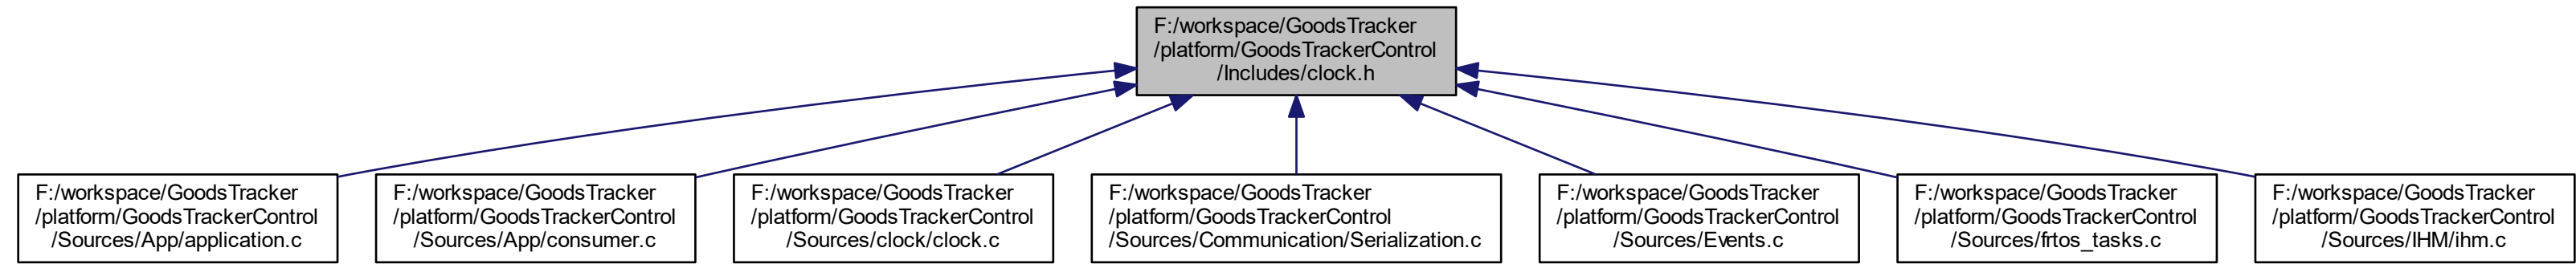 F:/workspace/GoodsTracker
/platform/GoodsTrackerControl
/Includes/clock.h
F:/workspace/GoodsTracker
/platform/GoodsTrackerControl
/Sources/App/application.c
F:/workspace/GoodsTracker
/platform/GoodsTrackerControl
/Sources/App/consumer.c
F:/workspace/GoodsTracker
/platform/GoodsTrackerControl
/Sources/clock/clock.c
F:/workspace/GoodsTracker
/platform/GoodsTrackerControl
/Sources/Communication/Serialization.c
F:/workspace/GoodsTracker
/platform/GoodsTrackerControl
/Sources/Events.c
F:/workspace/GoodsTracker
/platform/GoodsTrackerControl
/Sources/frtos_tasks.c
F:/workspace/GoodsTracker
/platform/GoodsTrackerControl
/Sources/IHM/ihm.c